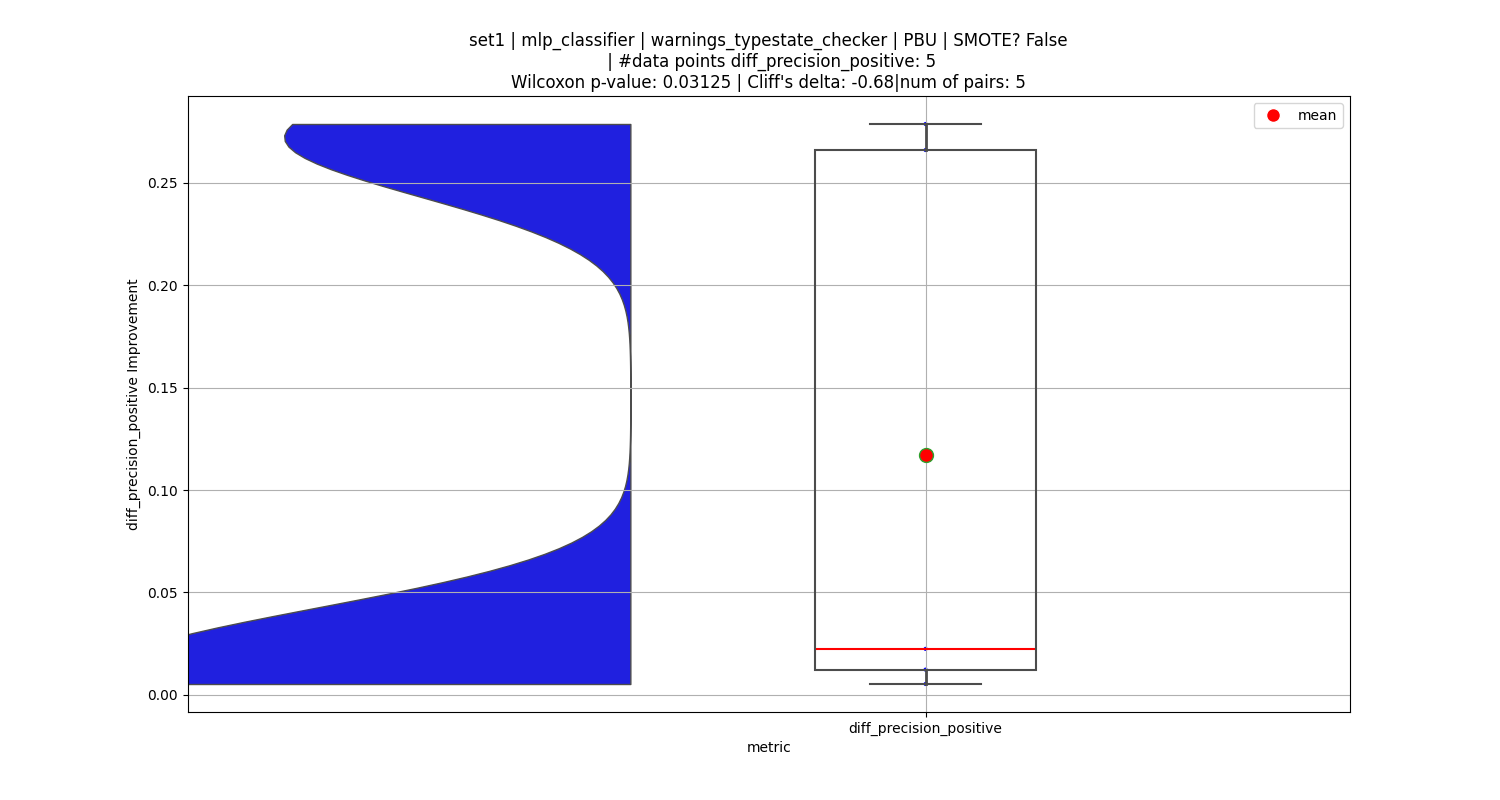 set1 | mlp_classifier | warnings_typestate_checker | PBU | SMOTE? False
| #data points diff_precision_positive: 5
Wilcoxon p-value: 0.03125 | Cliff's delta: -0.68|num of pairs: 5
mean
diff_precision_positive Improvement
0.25
0.20
0.15
0.10
0.05
0.00
diff_precision_positive
metric